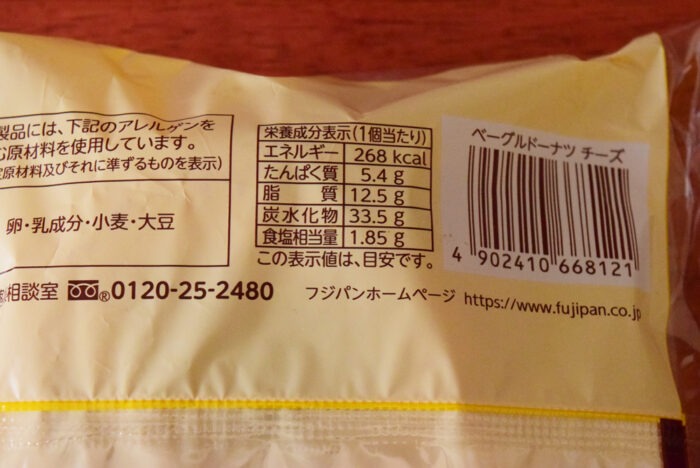 製品には、下記のアレルゲンを
む原材料を使用しています。
原材料及びそれに準ずるものを表示)
卵・乳成分・小麦・大豆
栄養成分表示(1個当たり)
エネルギー 268 kcal
たんぱく質 5.4 g
脂質 12.5 g
炭水化物 33.5 g
食塩相当量 1.85 g
この表示値は、目安です。
ベーグルドーナツ チーズ
4 902410 668121
相談室 ® 0120-25-2480 フジパンホームページ https://www.fujipan.co.jp